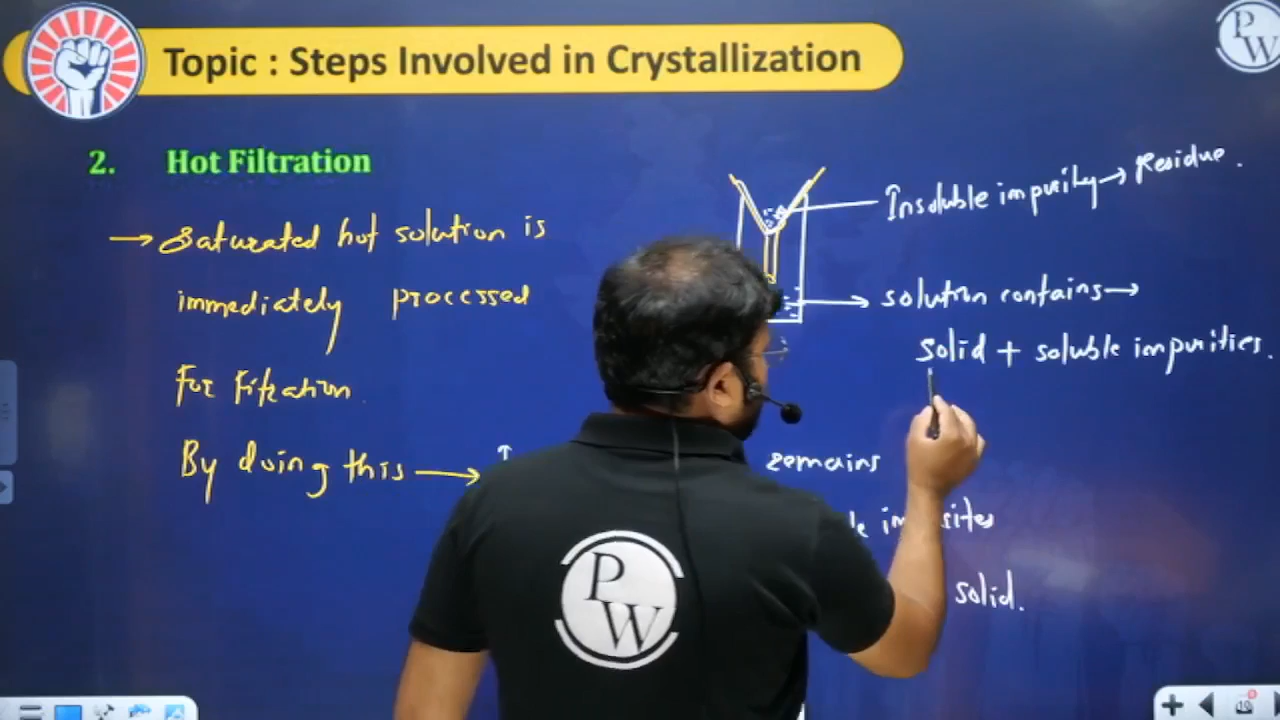 Topic : Steps Involved in Crystallization
PW
2. Hot Filtration
→ Saturated hot solution is
immediately processed
For Filtration.
By doing this →
Insoluble impurity → Residue.
solution contains →
solid + soluble impurities.
remains
solid.
PW